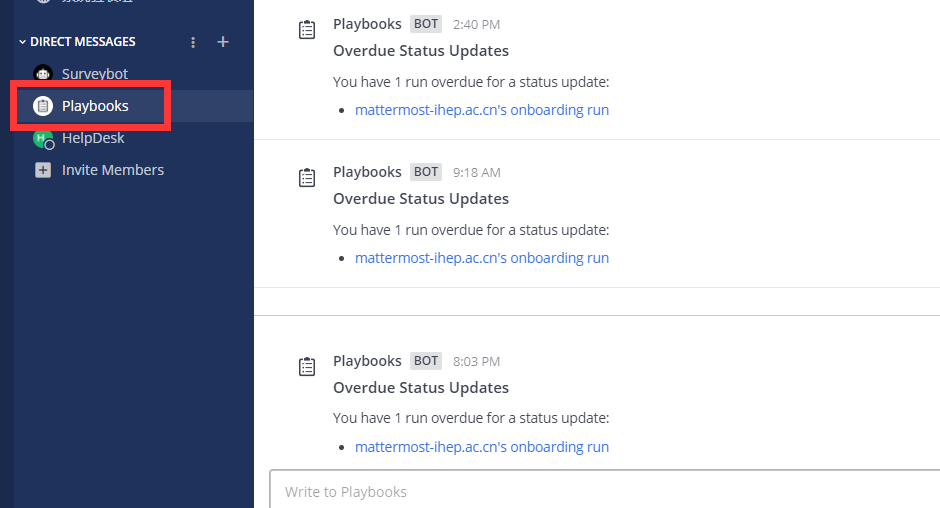 DIRECT MESSAGES
Surveybot
Playbooks
HelpDesk
Invite Members
Playbooks BOT 2:40 PM
Overdue Status Updates
You have 1 run overdue for a status update:
mattermost-ihep.ac.cn's onboarding run
Playbooks BOT 9:18 AM
Overdue Status Updates
You have 1 run overdue for a status update:
mattermost-ihep.ac.cn's onboarding run
Playbooks BOT 8:03 PM
Overdue Status Updates
You have 1 run overdue for a status update:
mattermost-ihep.ac.cn's onboarding run
Write to Playbooks